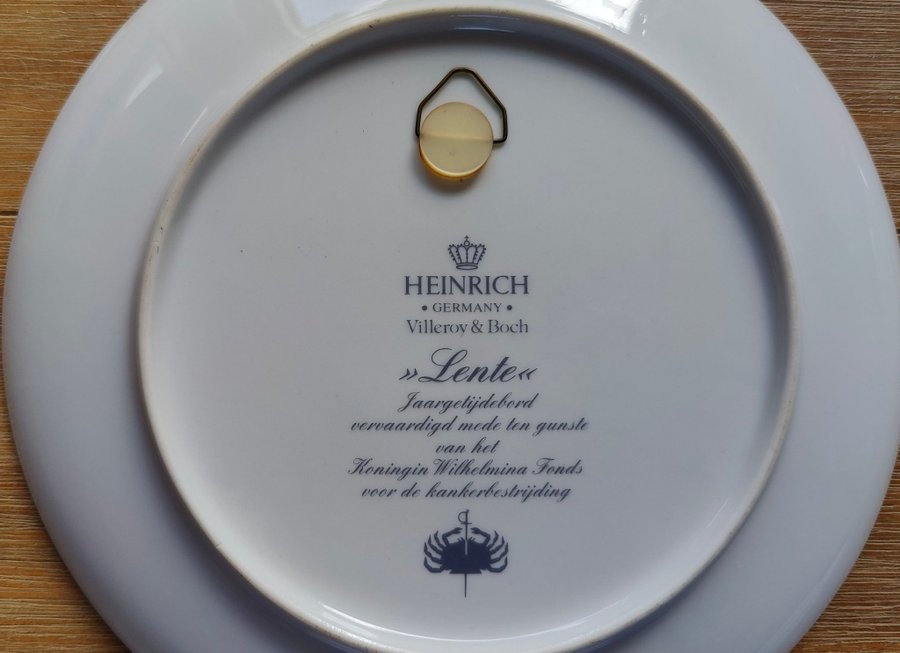 HEINRICH
• GERMANY •
Villeroy & Boch
»Lente«
Jaargetijdebord
vervaardigd mede ten gunste
van het
Koningin Wilhelmina Fonds
voor de kankerbestrijding